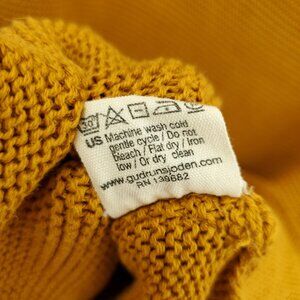 30°
US Machine wash cold
gentle cycle / Do not
bleach / Flat dry / Iron
low / Or dry clean
www.gudrunsjoden.com
RN 139682